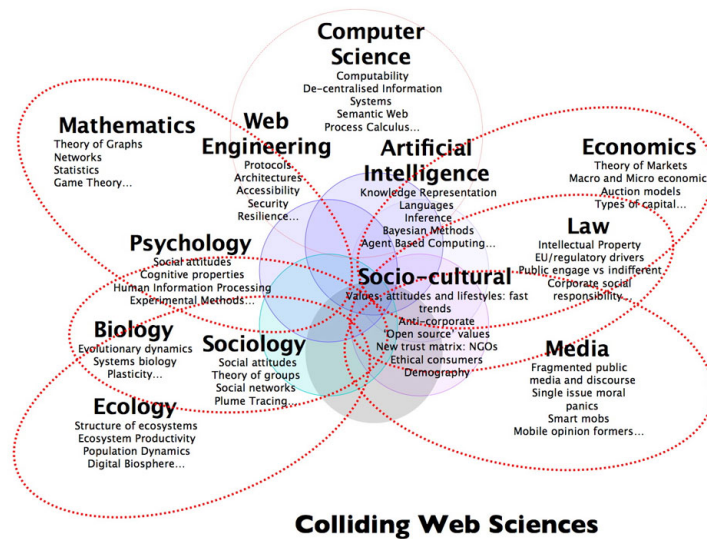 Computer
Science
Computability
De-centralised Information
Systems
Semantic Web
Process Calculus...
Mathematics
Theory of Graphs
Networks
Statistics
Game Theory...
Web
Engineering
Protocols
Architectures
Accessibility
Security
Resilience...
Artificial
Intelligence
Knowledge Representation
Languages
Inference
Bayesian Methods
Agent Based Computing...
Economics
Theory of Markets
Macro and Micro economic
Auction models
Types of capital...
Law
Intellectual Property
EU/regulatory drivers
Public engage vs indifferent
Corporate social
responsibility
Psychology
Social attitudes
Cognitive properties
Human Information Processing
Experimental Methods...
Socio-cultural
Values, attitudes and lifestyles: fast
trends
Anti-corporate
'Open source' values
New trust matrix: NGOs
Ethical consumers
Demography
Biology
Evolutionary dynamics
Systems biology
Plasticity...
Sociology
Social attitudes
Theory of groups
Social networks
Plume Tracing...
Media
Fragmented public
media and discourse
Single issue moral
panics
Smart mobs
Mobile opinion formers...
Ecology
Structure of ecosystems
Ecosystem Productivity
Population Dynamics
Digital Biosphere...
Colliding Web Sciences